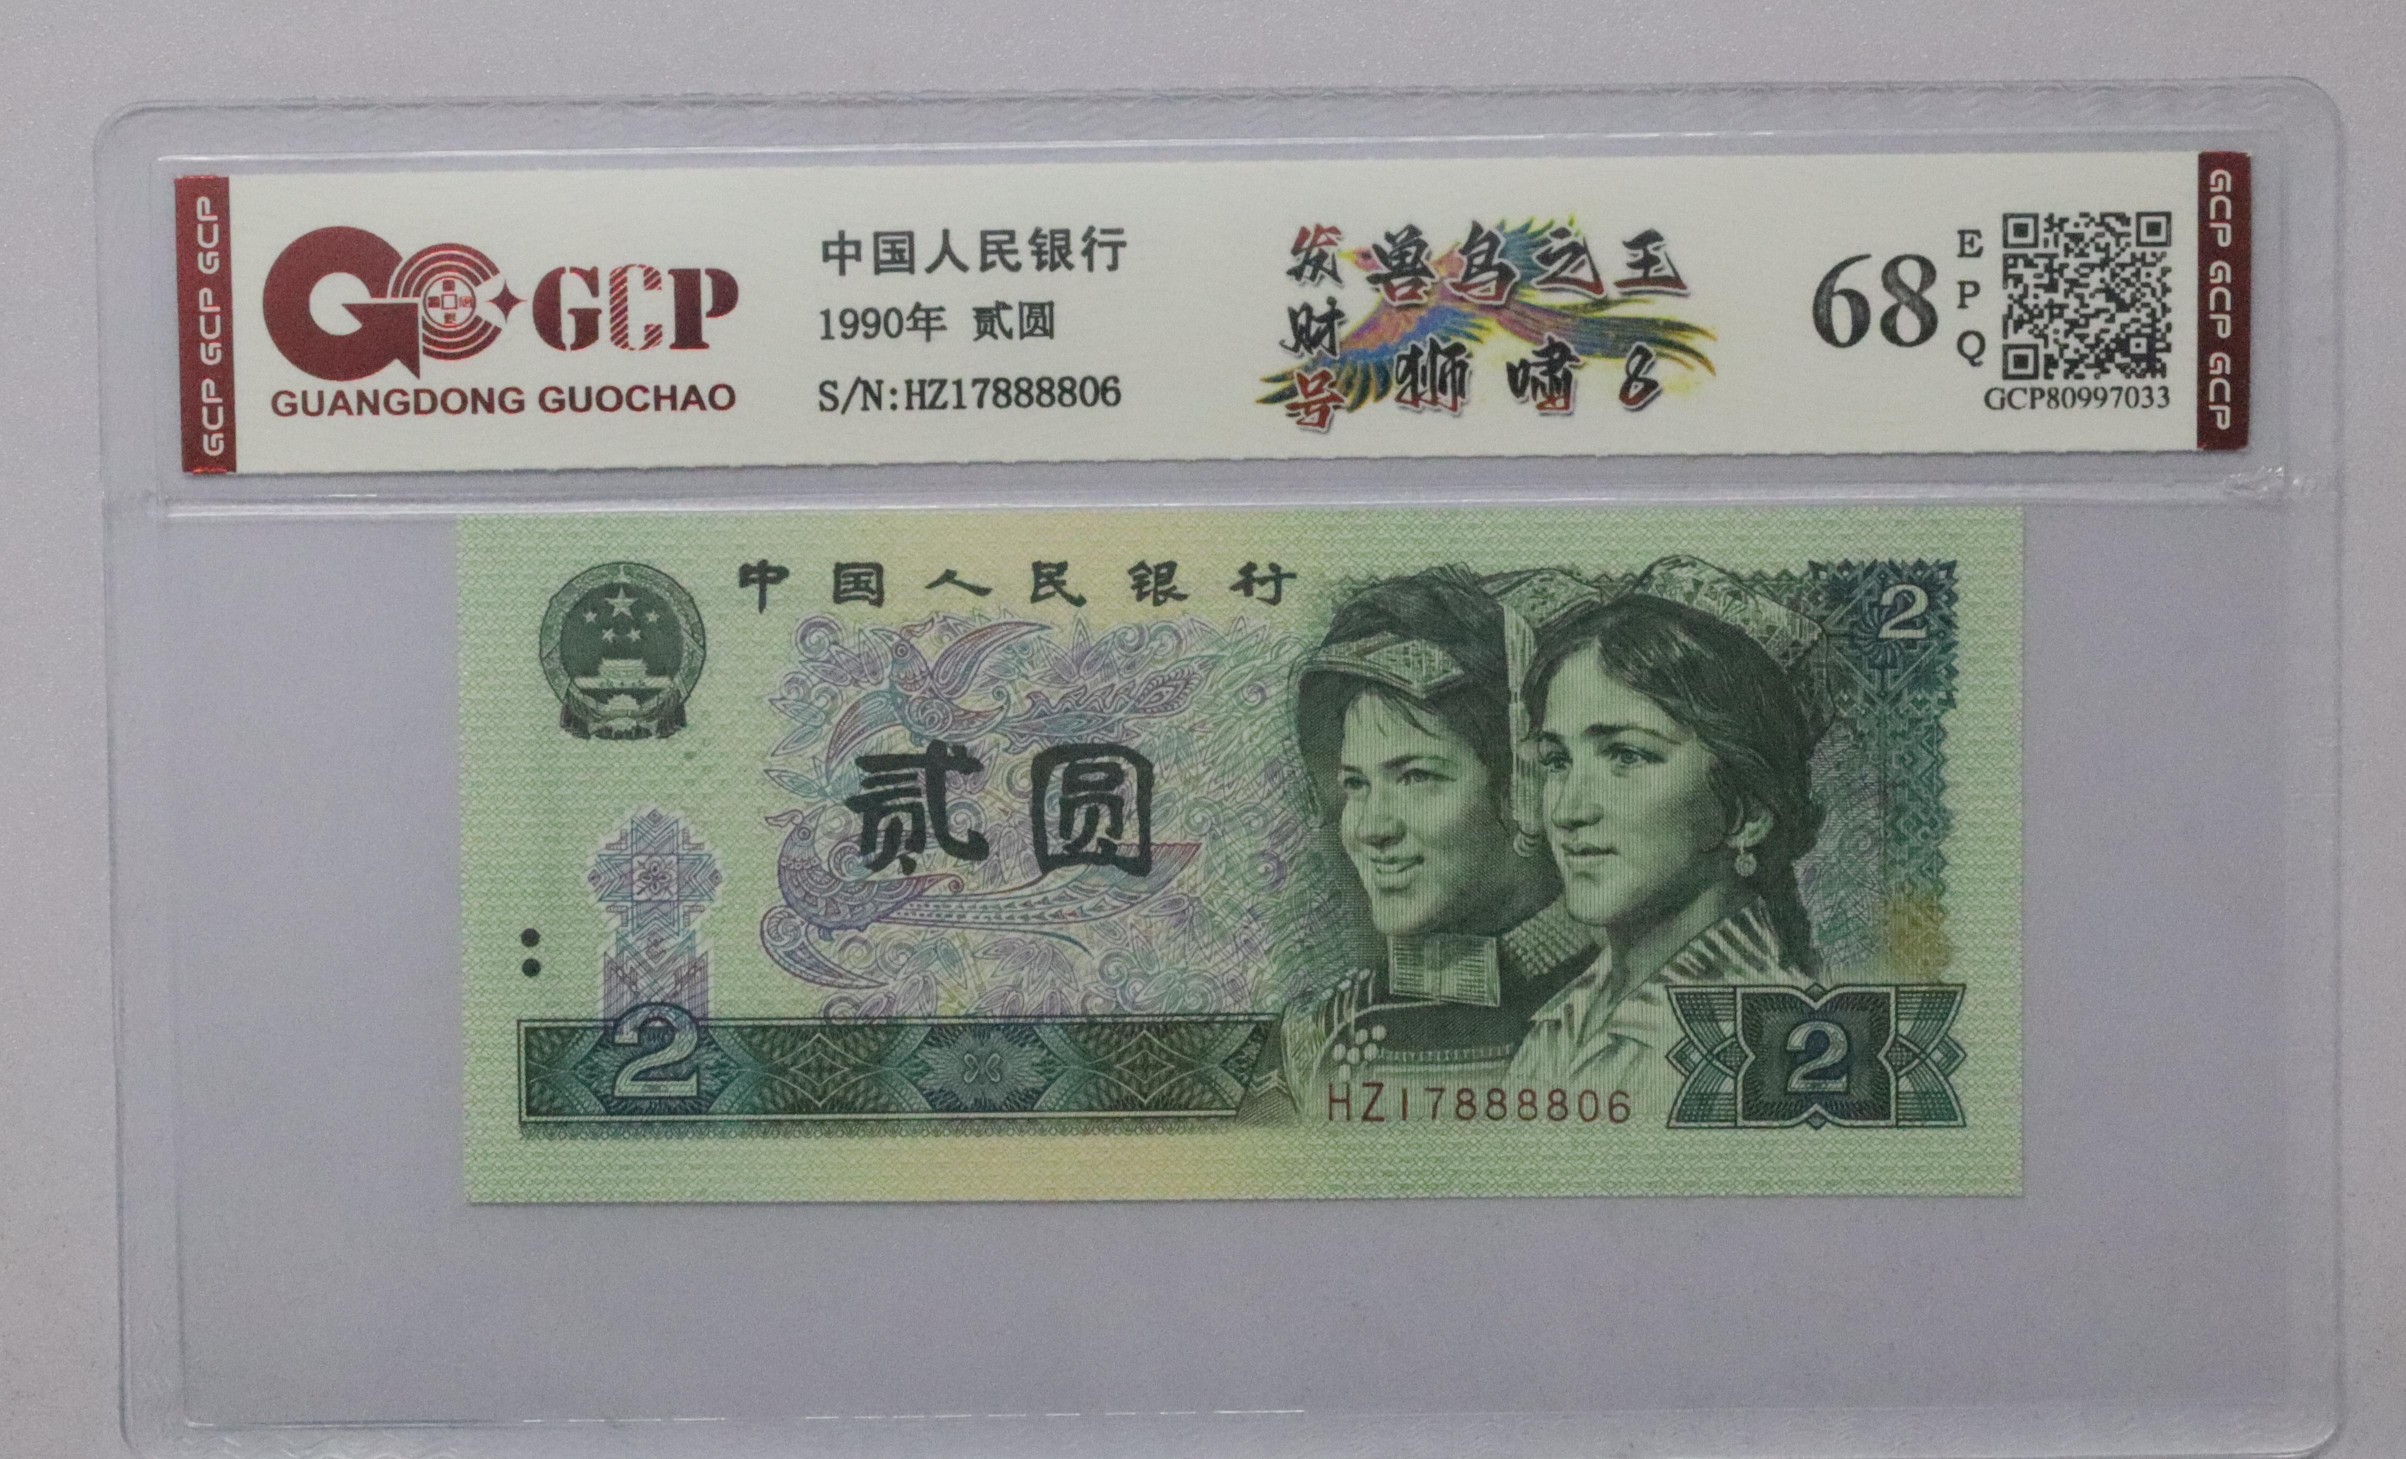 GCP GCP GCP
GCP
GUANGDONG GUOCHAO
中国人民银行
1990年 贰圆
S/N:HZ17888806
发财号
兽鸟之王
狮啸8
68
EPQ
GCP80997033
GCP GCP GCP
中国人民银行
2
贰圆
2
HZ17888806
2